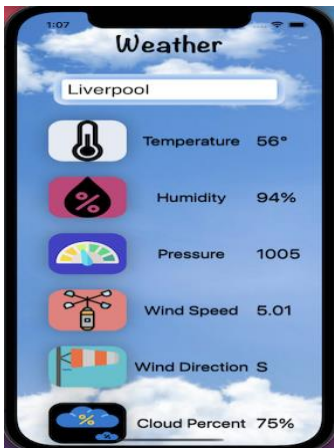 1:07
Weather
Liverpool
Temperature 56°
% Humidity 94%
Pressure 1005
Wind Speed 5.01
Wind Direction S
% Cloud Percent 75%